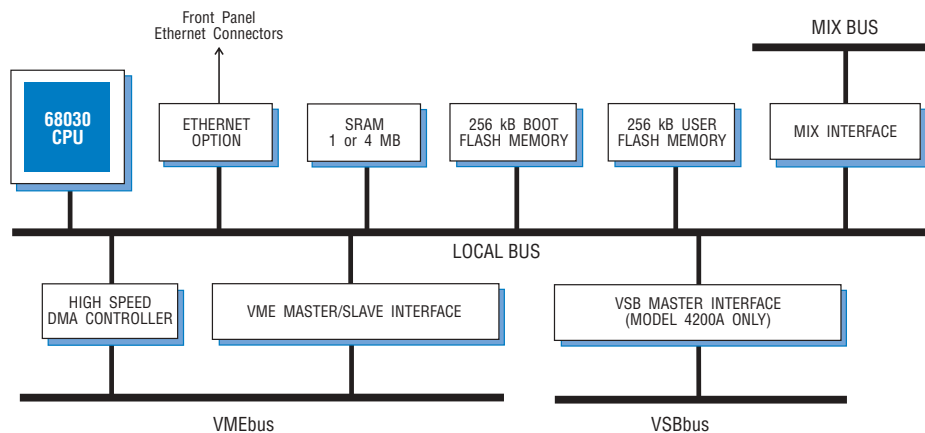 Front Panel
Ethernet Connectors
MIX BUS
68030
CPU
ETHERNET
OPTION
SRAM
1 or 4 MB
256 kB BOOT
FLASH MEMORY
256 kB USER
FLASH MEMORY
MIX INTERFACE
LOCAL BUS
HIGH SPEED
DMA CONTROLLER
VME MASTER/SLAVE INTERFACE
VSB MASTER INTERFACE
(MODEL 4200A ONLY)
VMEbus
VSBbus